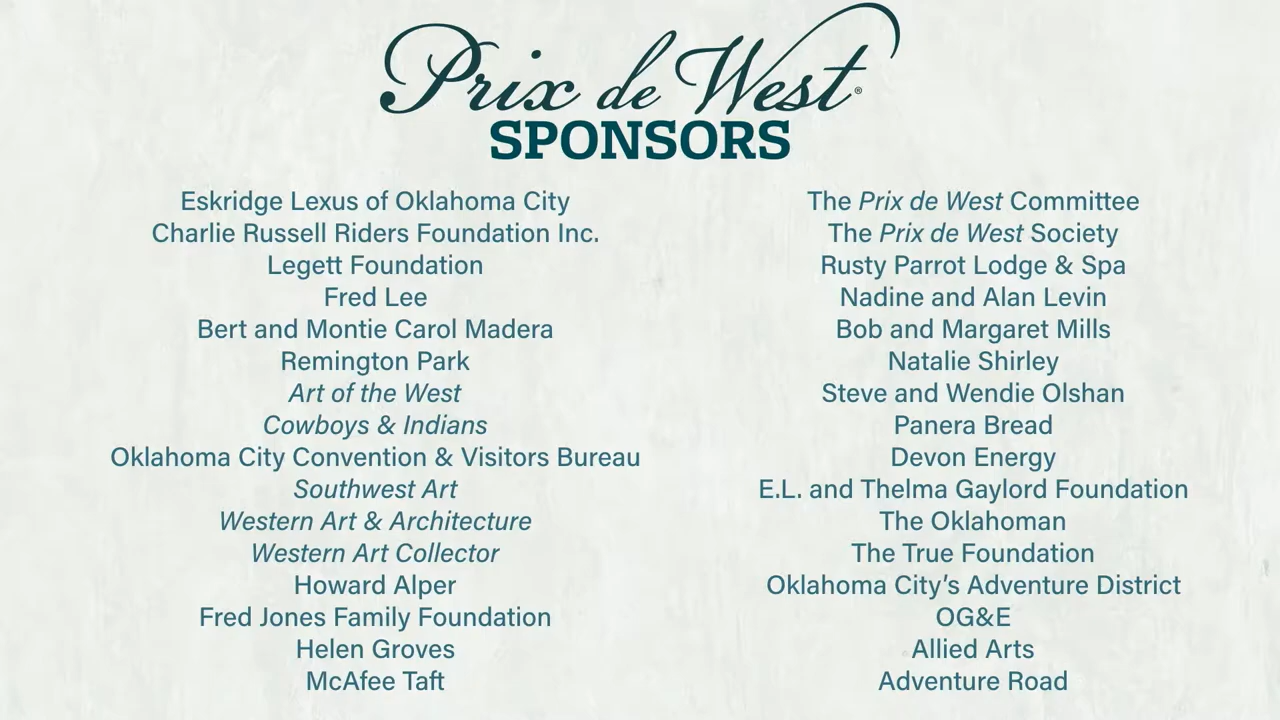 Prix de West®
SPONSORS
Eskridge Lexus of Oklahoma City
Charlie Russell Riders Foundation Inc.
Legett Foundation
Fred Lee
Bert and Montie Carol Madera
Remington Park
Art of the West
Cowboys & Indians
Oklahoma City Convention & Visitors Bureau
Southwest Art
Western Art & Architecture
Western Art Collector
Howard Alper
Fred Jones Family Foundation
Helen Groves
McAfee Taft
The Prix de West Committee
The Prix de West Society
Rusty Parrot Lodge & Spa
Nadine and Alan Levin
Bob and Margaret Mills
Natalie Shirley
Steve and Wendie Olshan
Panera Bread
Devon Energy
E.L. and Thelma Gaylord Foundation
The Oklahoman
The True Foundation
Oklahoma City’s Adventure District
OG&E
Allied Arts
Adventure Road